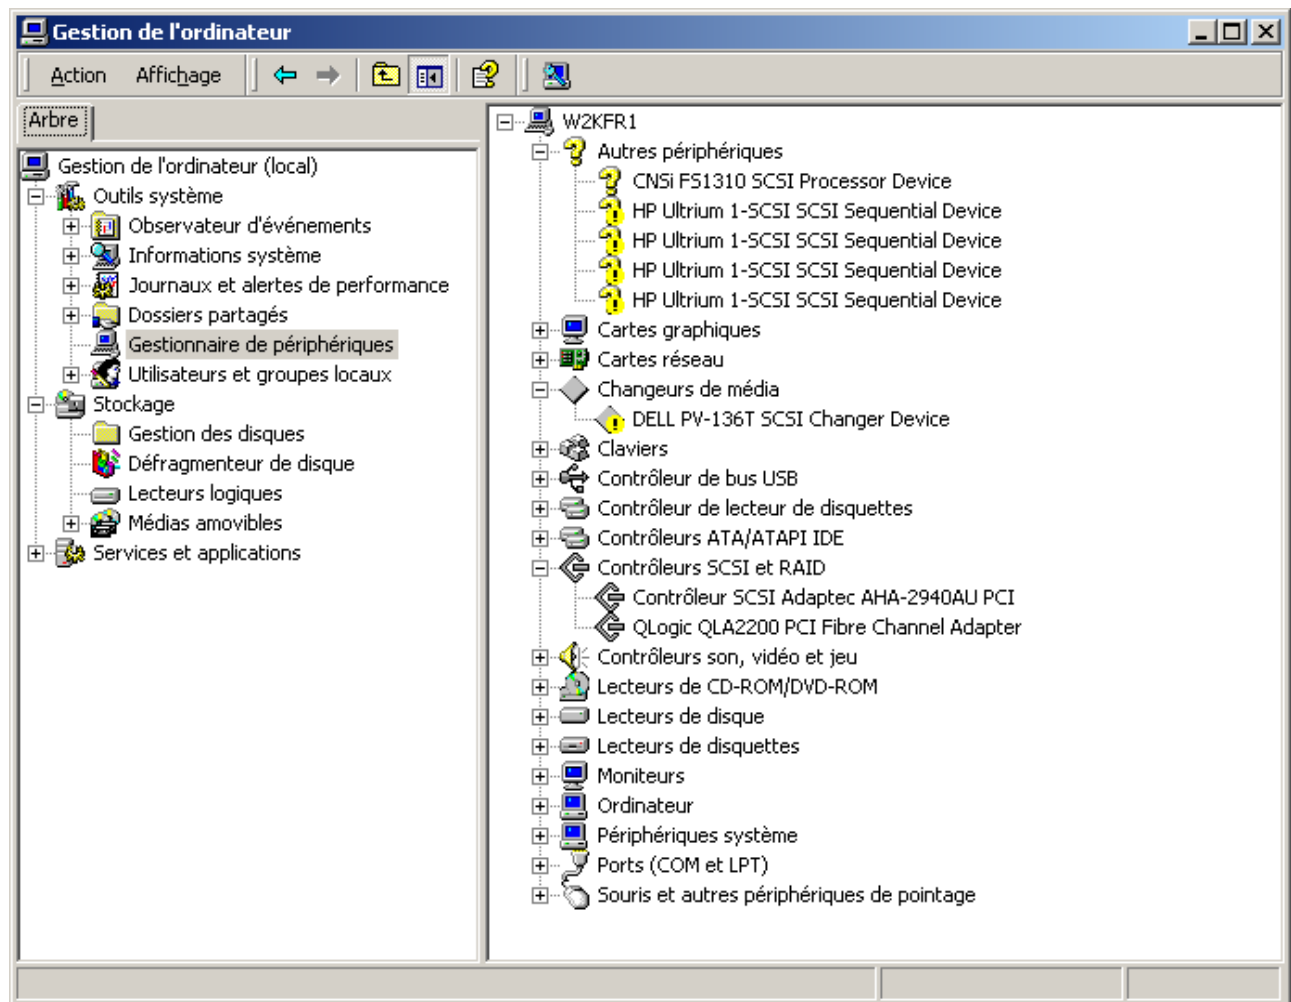 Gestion de l'ordinateur
Action Affichage
Arbre
Gestion de l'ordinateur (local)
Outils système
Observateur d'événements
Informations système
Journaux et alertes de performance
Dossiers partagés
Gestionnaire de périphériques
Utilisateurs et groupes locaux
Stockage
Gestion des disques
Défragmenteur de disque
Lecteurs logiques
Médias amovibles
Services et applications
W2KFR1
Autres périphériques
CNSi FS1310 SCSI Processor Device
HP Ultrium 1-SCSI SCSI Sequential Device
HP Ultrium 1-SCSI SCSI Sequential Device
HP Ultrium 1-SCSI SCSI Sequential Device
HP Ultrium 1-SCSI SCSI Sequential Device
Cartes graphiques
Cartes réseau
Changeurs de média
DELL PV-136T SCSI Changer Device
Claviers
Contrôleur de bus USB
Contrôleur de lecteur de disquettes
Contrôleurs ATA/ATAPI IDE
Contrôleurs SCSI et RAID
Contrôleur SCSI Adaptec AHA-2940AU PCI
QLogic QLA2200 PCI Fibre Channel Adapter
Contrôleurs son, vidéo et jeu
Lecteurs de CD-ROM/DVD-ROM
Lecteurs de disque
Lecteurs de disquettes
Moniteurs
Ordinateur
Périphériques système
Ports (COM et LPT)
Souris et autres périphériques de pointage